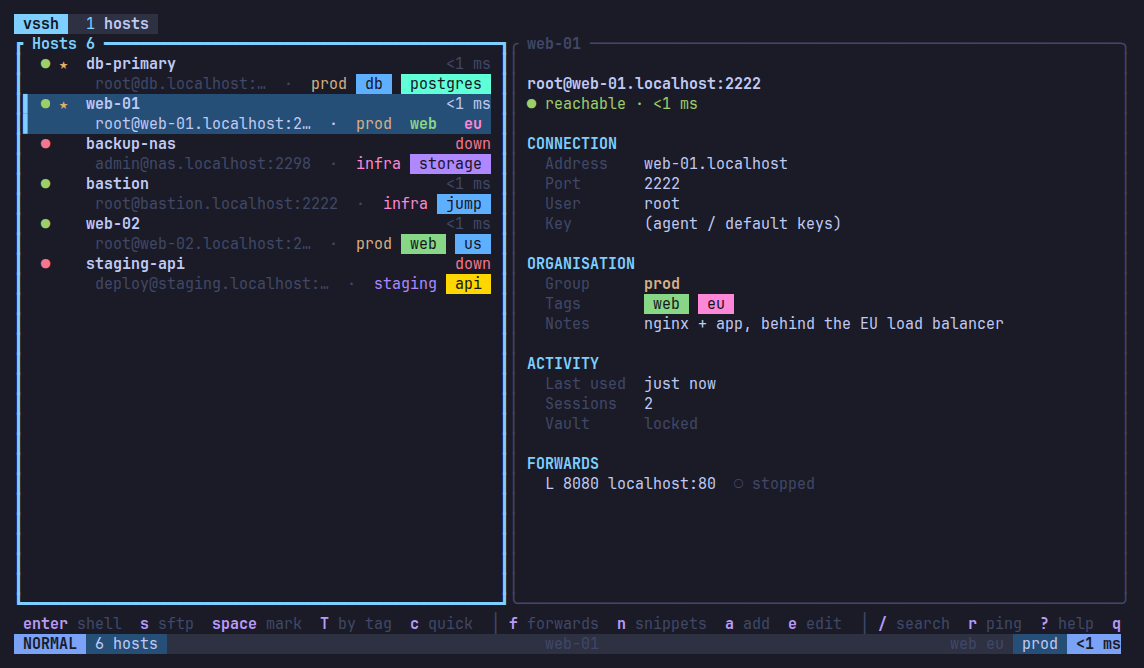 vssh 1 hosts
Hosts 6
● ★ db-primary <1 ms
root@db.localhost:… · prod db postgres
● ★ web-01 <1 ms
root@web-01.localhost:2… · prod web eu
● backup-nas down
admin@nas.localhost:2298 · infra storage
● bastion <1 ms
root@bastion.localhost:2222 · infra jump
● web-02 <1 ms
root@web-02.localhost:2… · prod web us
● staging-api down
deploy@staging.localhost:… · staging api
web-01
root@web-01.localhost:2222
● reachable · <1 ms
CONNECTION
Address web-01.localhost
Port 2222
User root
Key (agent / default keys)
ORGANISATION
Group prod
Tags web eu
Notes nginx + app, behind the EU load balancer
ACTIVITY
Last used just now
Sessions 2
Vault locked
FORWARDS
L 8080 localhost:80 ○ stopped
enter shell s sftp space mark T by tag c quick │ f forwards n snippets a add e edit │ / search r ping ? help q
NORMAL 6 hosts web-01 web eu prod <1 ms